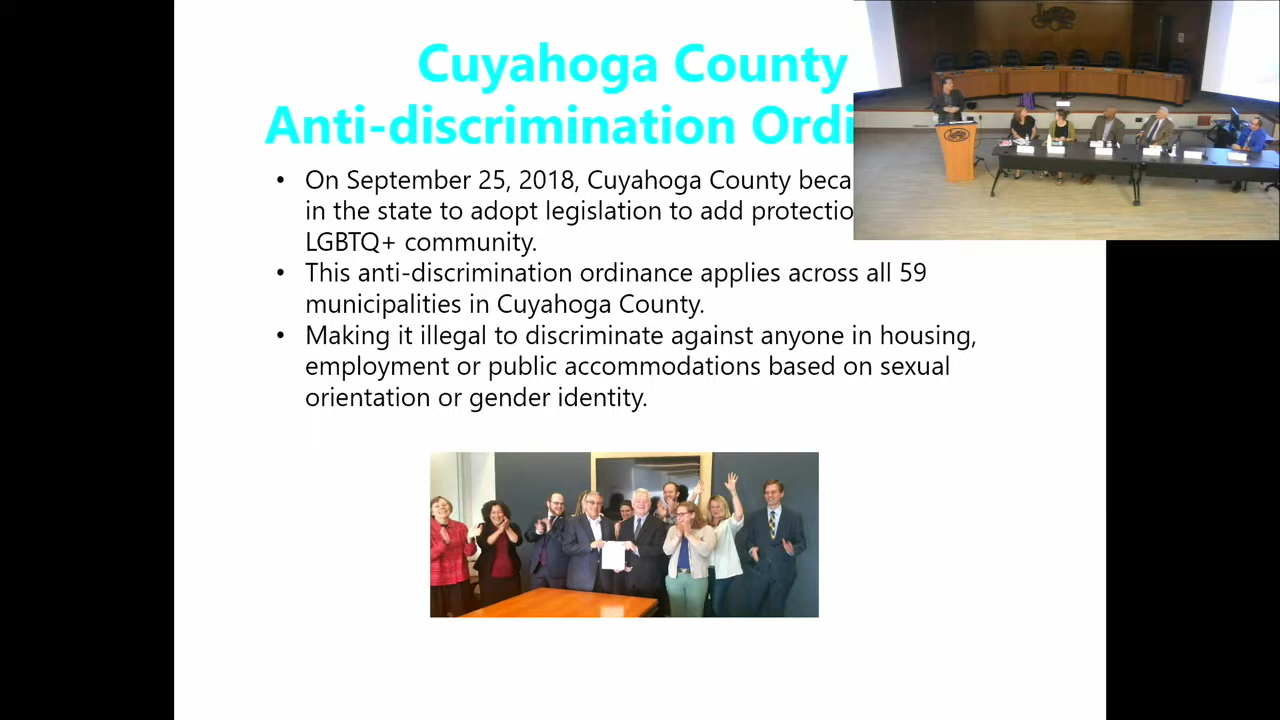 Cuyahoga County
Anti-discrimination Ordi
• On September 25, 2018, Cuyahoga County beca
in the state to adopt legislation to add protectio
LGBTQ+ community.
• This anti-discrimination ordinance applies across all 59
municipalities in Cuyahoga County.
• Making it illegal to discriminate against anyone in housing,
employment or public accommodations based on sexual
orientation or gender identity.